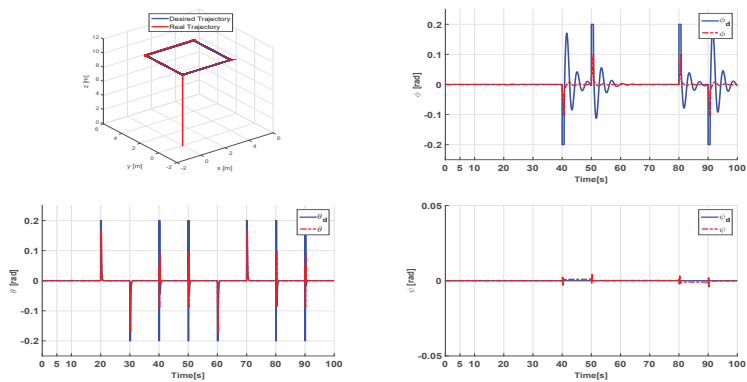 Desired Trajectory
Real Trajectory
12
10
8
6
4
2
0
z [m]
6
4
2
0
-2
y [m]
-2
0
2
4
6
x [m]
0.2
0.1
0
-0.1
-0.2
ϕ [rad]
ϕd
ϕ
0 5 10 20 30 40 50 60 70 80 90 100
Time[s]
0.2
0.1
0
-0.1
-0.2
θ [rad]
θd
θ
0 5 10 20 30 40 50 60 70 80 90 100
Time[s]
0.05
0
-0.05
ψ [rad]
ψd
ψ
0 5 10 20 30 40 50 60 70 80 90 100
Time[s]